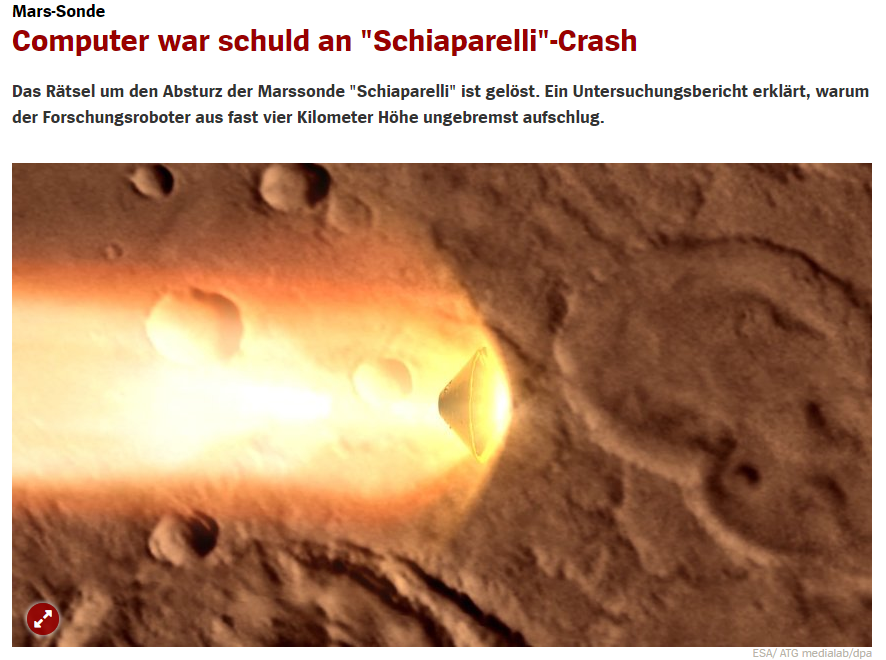 Mars-Sonde
Computer war schuld an "Schiaparelli"-Crash
Das Rätsel um den Absturz der Marssonde "Schiaparelli" ist gelöst. Ein Untersuchungsbericht erklärt, warum
der Forschungsroboter aus fast vier Kilometer Höhe ungebremst aufschlug.
ESA/ ATG medialab/dpa